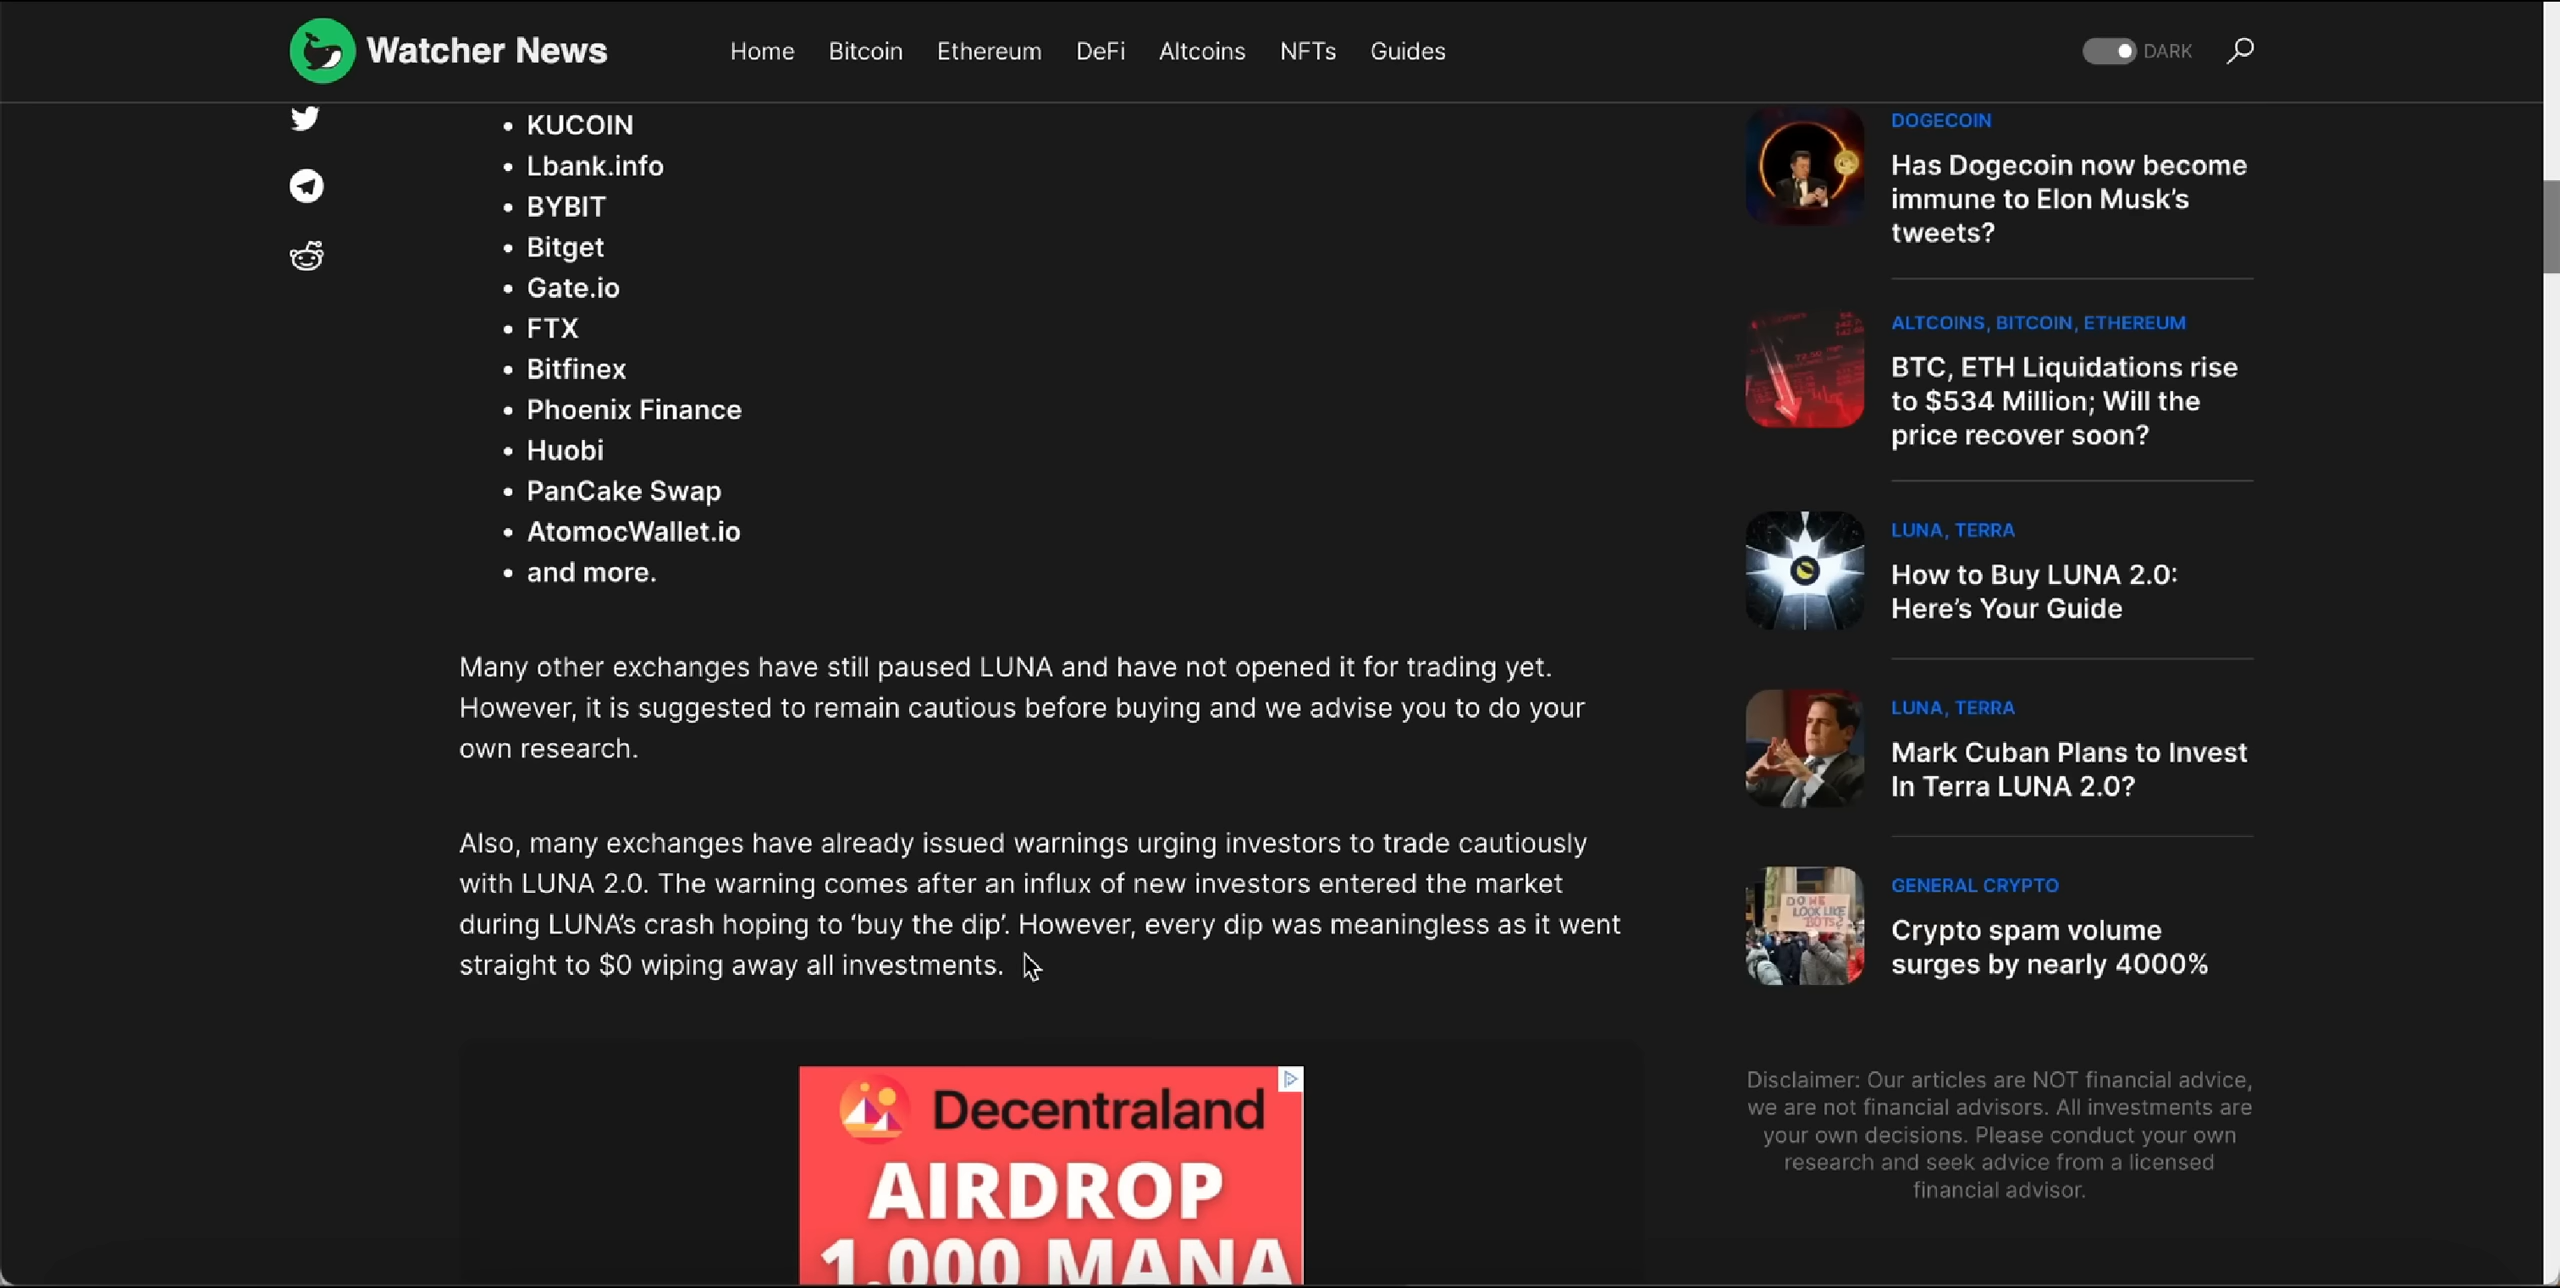 Watcher News
Home
Bitcoin
Ethereum
DeFi
Altcoins
NFTs
Guides
DARK
• KUCOIN
• Lbank.info
• BYBIT
• Bitget
• Gate.io
• FTX
• Bitfinex
• Phoenix Finance
• Huobi
• PanCake Swap
• AtomocWallet.io
• and more.
Many other exchanges have still paused LUNA and have not opened it for trading yet.
However, it is suggested to remain cautious before buying and we advise you to do your
own research.
Also, many exchanges have already issued warnings urging investors to trade cautiously
with LUNA 2.0. The warning comes after an influx of new investors entered the market
during LUNA’s crash hoping to ‘buy the dip’. However, every dip was meaningless as it went
straight to $0 wiping away all investments.
Decentraland
AIRDROP
1.000 MANA
DOGECOIN
Has Dogecoin now become
immune to Elon Musk’s
tweets?
ALTCOINS, BITCOIN, ETHEREUM
BTC, ETH Liquidations rise
to $534 Million; Will the
price recover soon?
LUNA, TERRA
How to Buy LUNA 2.0:
Here’s Your Guide
LUNA, TERRA
Mark Cuban Plans to Invest
In Terra LUNA 2.0?
DO WE
LOOK LIKE
BOTS?
GENERAL CRYPTO
Crypto spam volume
surges by nearly 4000%
Disclaimer: Our articles are NOT financial advice,
we are not financial advisors. All investments are
your own decisions. Please conduct your own
research and seek advice from a licensed
financial advisor.